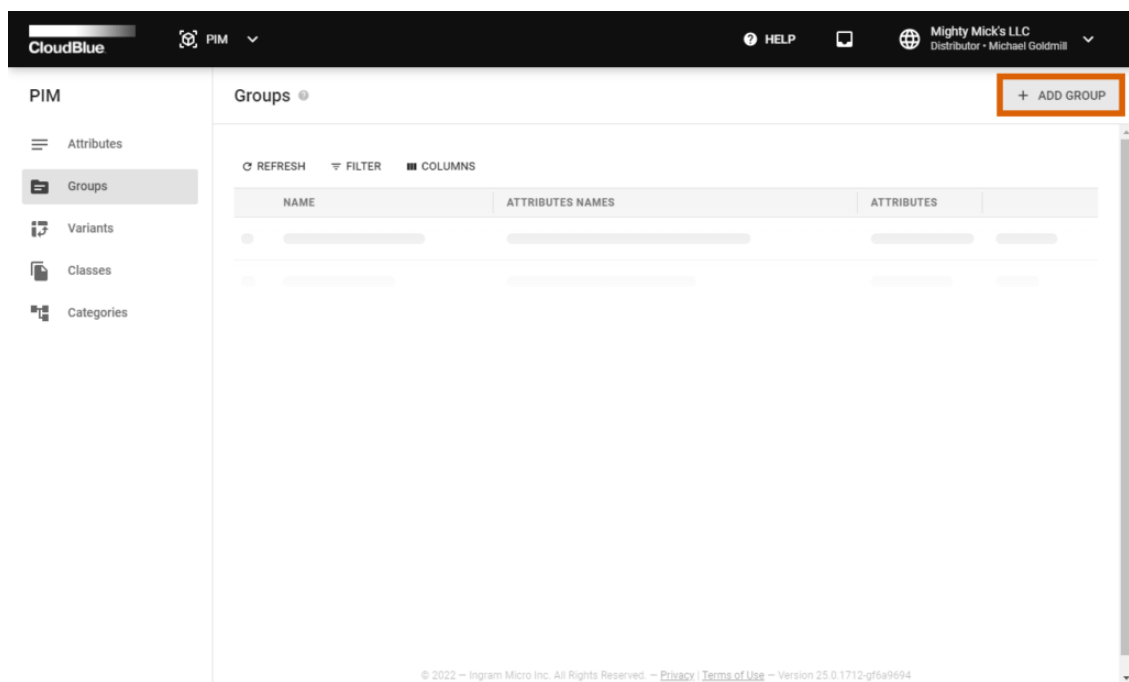 CloudBlue
PIM
HELP
Mighty Mick's LLC
Distributor • Michael Goldmill
PIM
Groups
+ ADD GROUP
Attributes
Groups
Variants
Classes
Categories
REFRESH
FILTER
COLUMNS
NAME
ATTRIBUTES NAMES
ATTRIBUTES
© 2022 – Ingram Micro Inc. All Rights Reserved. – Privacy | Terms of Use – Version 25.0.1712-gf6a9694